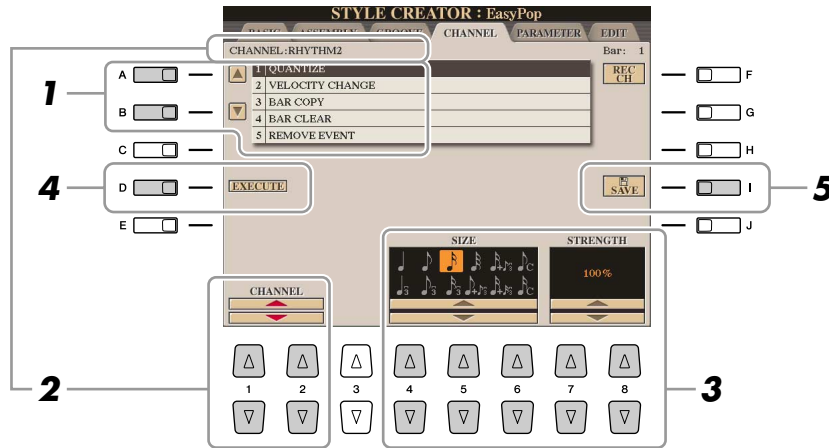 STYLE CREATOR : EasyPop
BASIC ASSEMBLY GROOVE CHANNEL PARAMETER EDIT
CHANNEL:RHYTHM2
Bar: 1
1 QUANTIZE
2 VELOCITY CHANGE
3 BAR COPY
4 BAR CLEAR
5 REMOVE EVENT
REC
CH
A
B
C
D
E
F
G
H
I
J
EXECUTE
SAVE
SIZE
STRENGTH
100%
CHANNEL
1 2 3 4 5 6 7 8
1
4
5
2
3